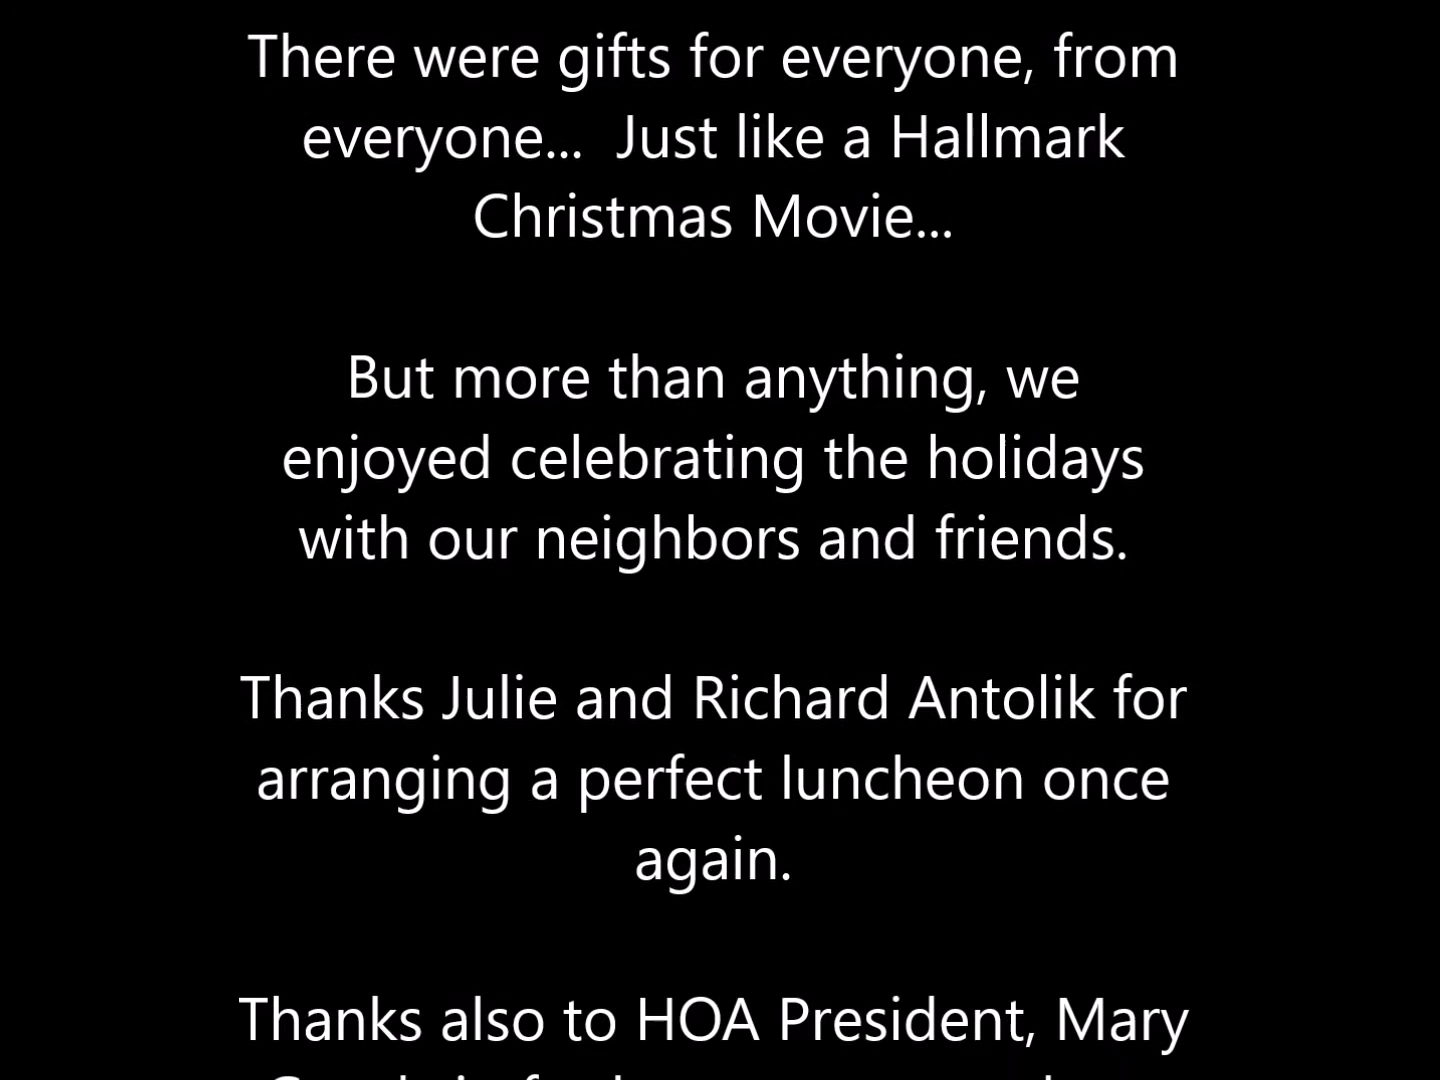 There were gifts for everyone, from
everyone...  Just like a Hallmark
Christmas Movie...
But more than anything, we
enjoyed celebrating the holidays
with our neighbors and friends.
Thanks Julie and Richard Antolik for
arranging a perfect luncheon once
again.
Thanks also to HOA President, Mary